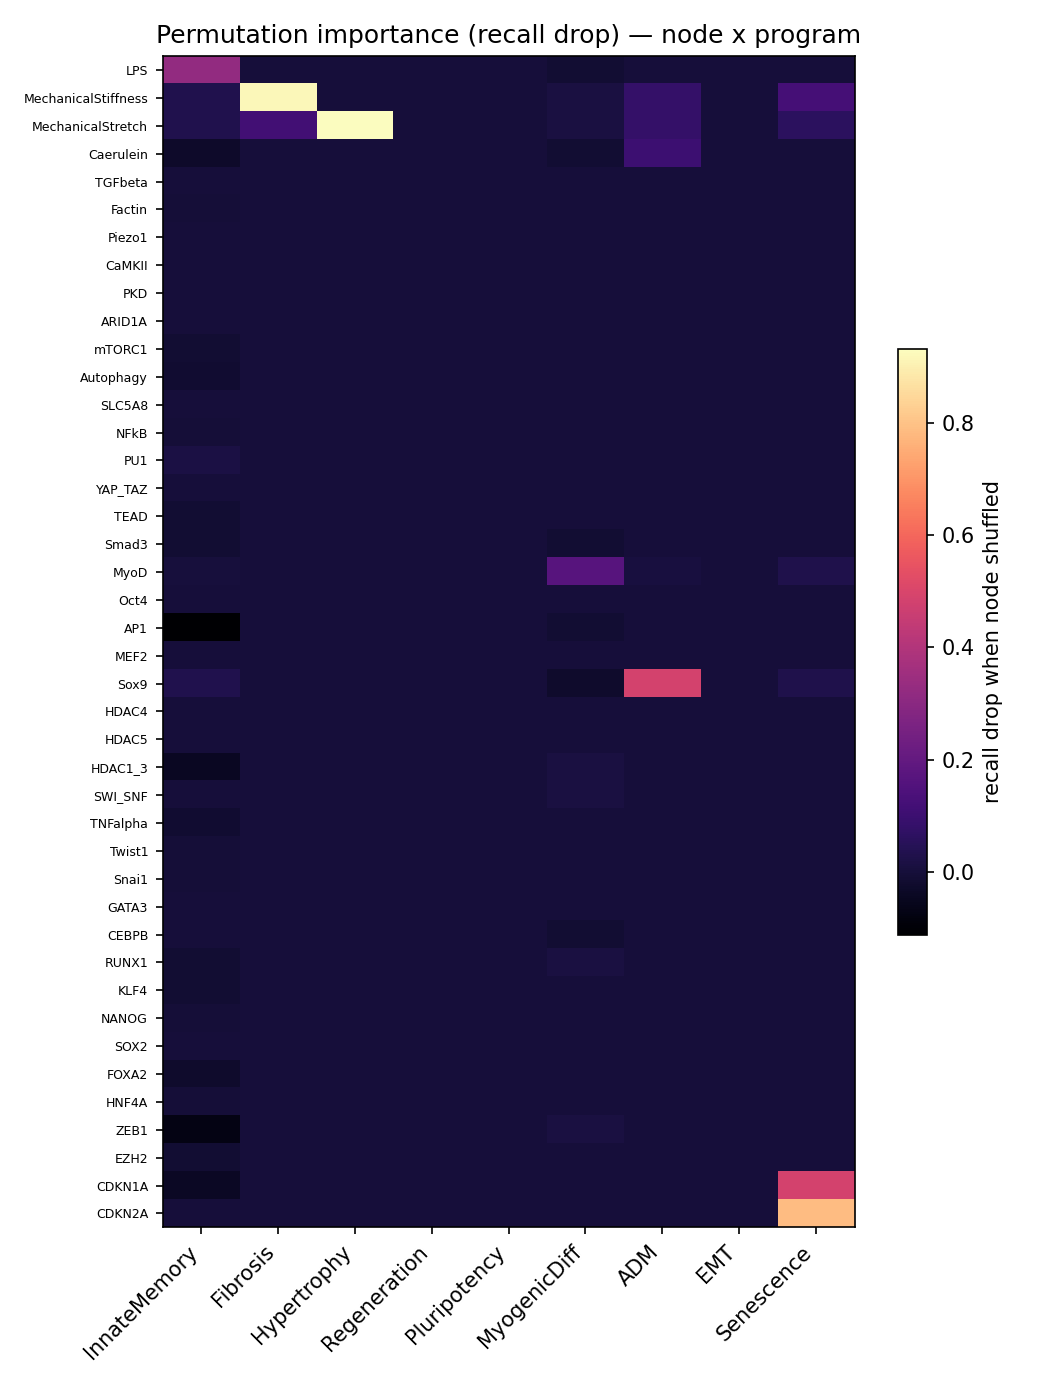 Permutation importance (recall drop) — node x program
LPS
MechanicalStiffness
MechanicalStretch
Caerulein
TGFbeta
Factin
Piezo1
CaMKII
PKD
ARID1A
mTORC1
Autophagy
SLC5A8
NFkB
PU1
YAP_TAZ
TEAD
Smad3
MyoD
Oct4
AP1
MEF2
Sox9
HDAC4
HDAC5
HDAC1_3
SWI_SNF
TNFalpha
Twist1
Snai1
GATA3
CEBPB
RUNX1
KLF4
NANOG
SOX2
FOXA2
HNF4A
ZEB1
EZH2
CDKN1A
CDKN2A
InnateMemory
Fibrosis
Hypertrophy
Regeneration
Pluripotency
MyogenicDiff
ADM
EMT
Senescence
0.8
0.6
0.4
0.2
0.0
recall drop when node shuffled